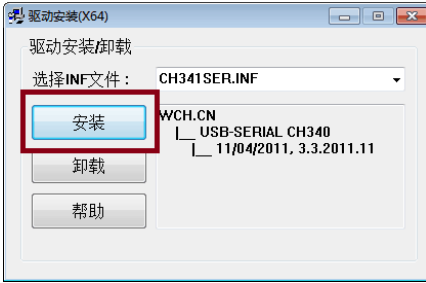 驱动安装(X64)
驱动安装/卸载
选择INF文件： CH341SER.INF
安装
WCH.CN
|__ USB-SERIAL CH340
|__ 11/04/2011, 3.3.2011.11
卸载
帮助